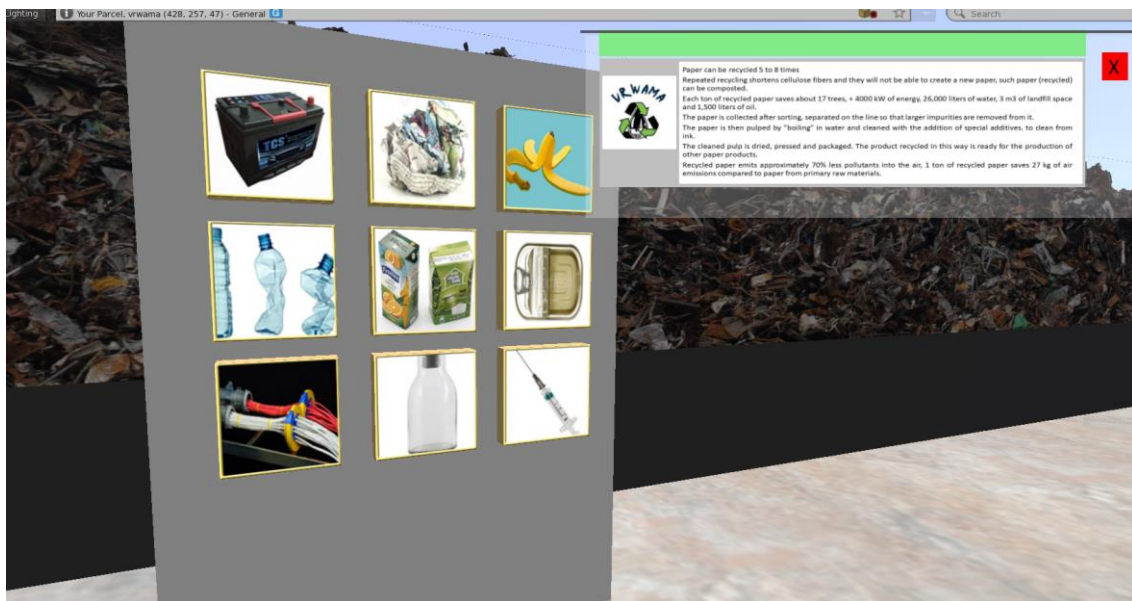 Lighting
i Your Parcel, vrwama (428, 257, 47) - General G
Search
X
VRWAMA
Paper can be recycled 5 to 8 times
Repeated recycling shortens cellulose fibers and they will not be able to create a new paper, such paper (recycled)
can be composted.
Each ton of recycled paper saves about 17 trees, + 4000 kW of energy, 26,000 liters of water, 3 m3 of landfill space
and 1,500 liters of oil.
The paper is collected after sorting, separated on the line so that larger impurities are removed from it.
The paper is then pulped by "boiling" in water and cleaned with the addition of special additives, to clean from
ink.
The cleaned pulp is dried, pressed and packaged. The product recycled in this way is ready for the production of
other paper products.
Recycled paper emits approximately 70% less pollutants into the air, 1 ton of recycled paper saves 27 kg of air
emissions compared to paper from primary raw materials.
TCS